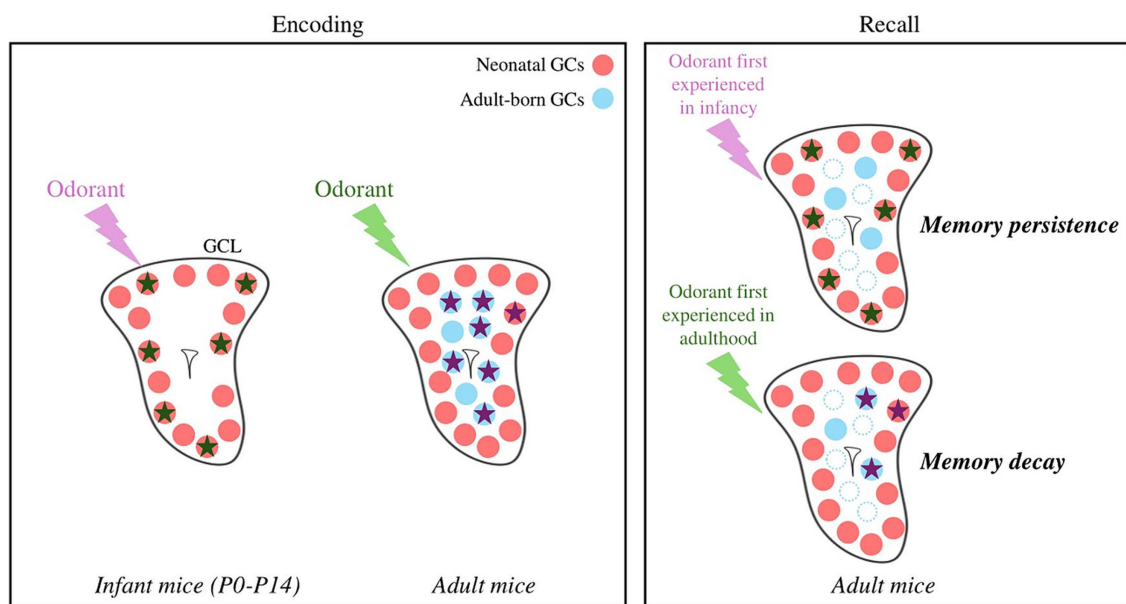 Encoding
Recall
Neonatal GCs
Adult-born GCs
Odorant
Odorant
GCL
Infant mice (P0-P14)
Adult mice
Odorant first
experienced
in infancy
Memory persistence
Odorant first
experienced in
adulthood
Memory decay
Adult mice